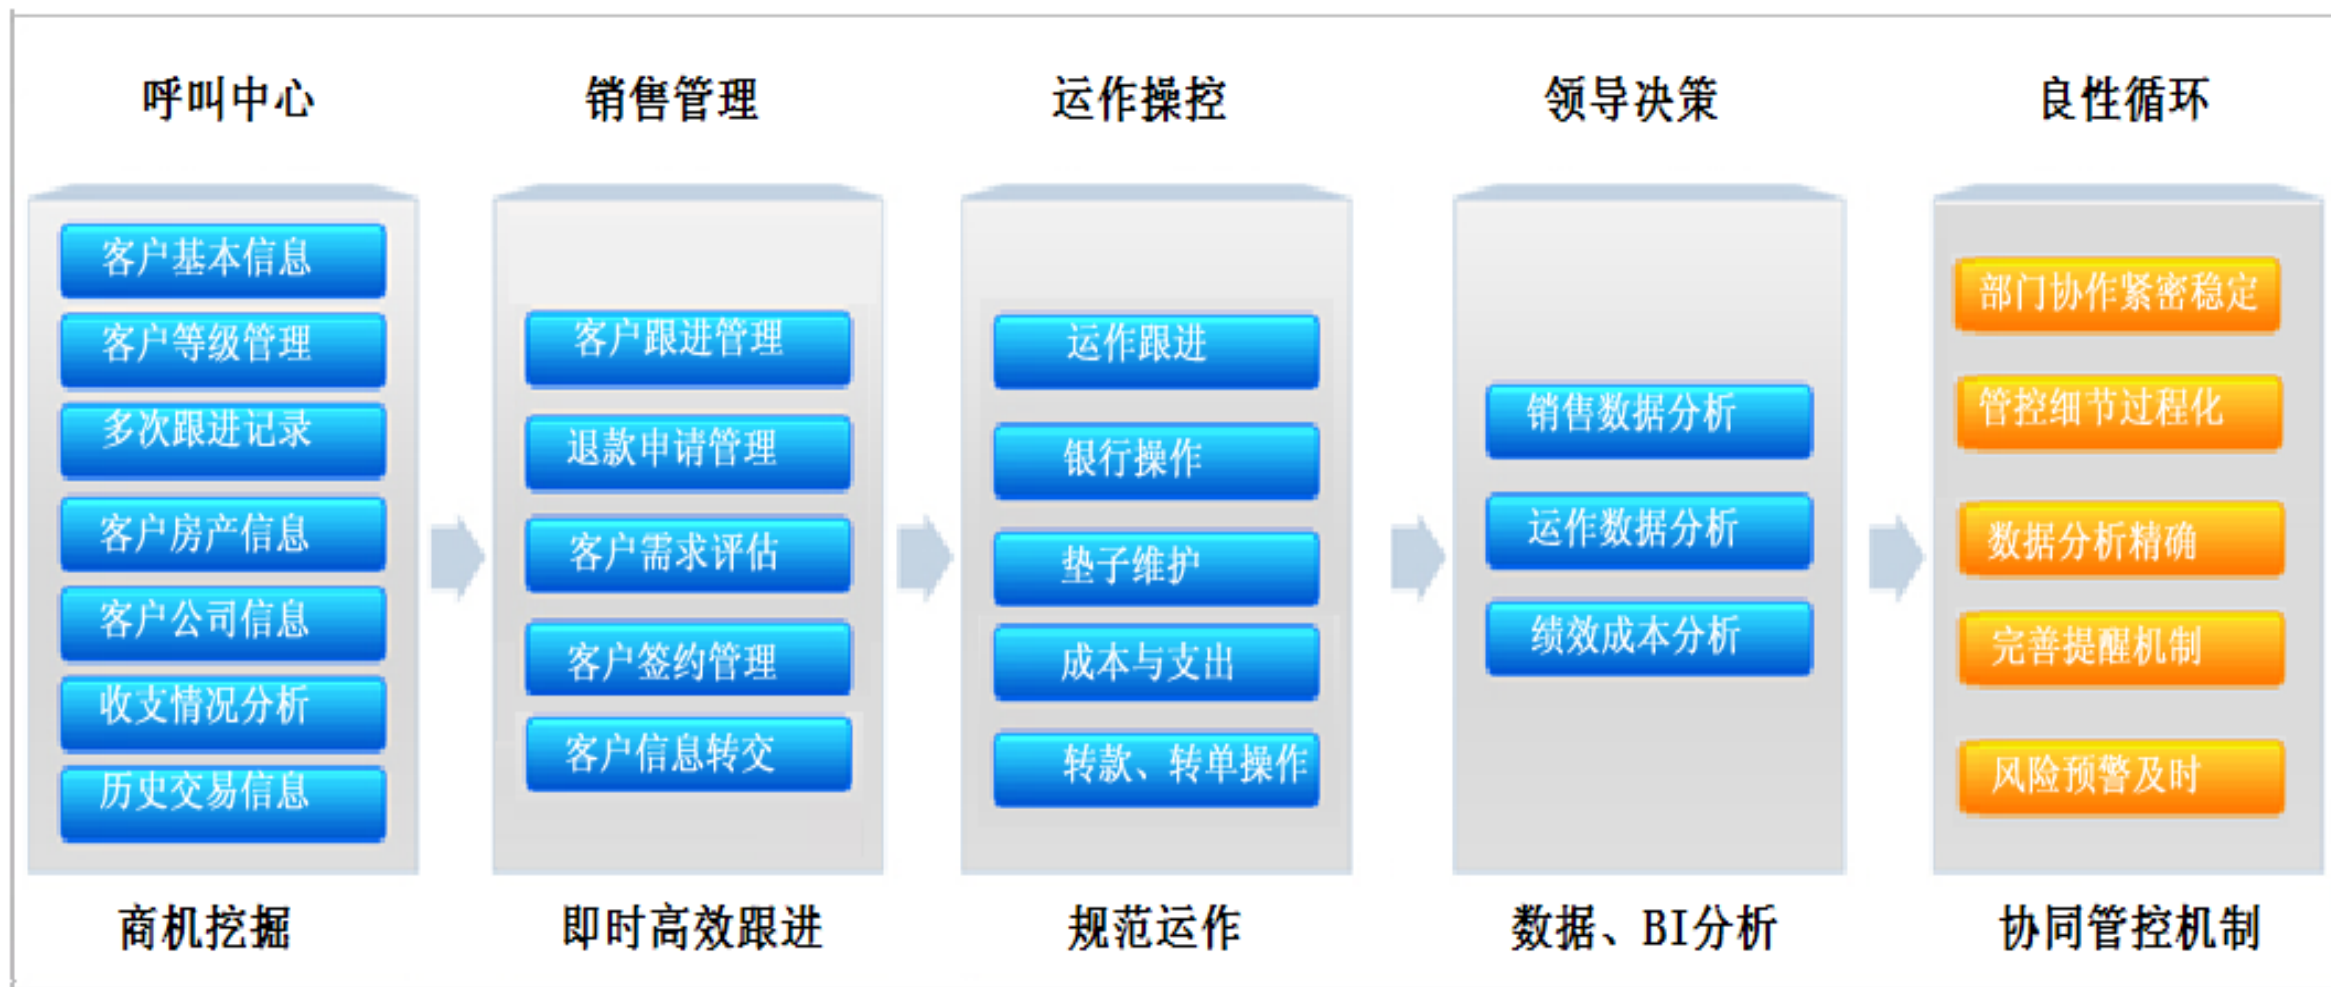 呼叫中心
客户基本信息
客户等级管理
多次跟进记录
客户房产信息
客户公司信息
收支情况分析
历史交易信息
商机挖掘
销售管理
客户跟进管理
退款申请管理
客户需求评估
客户签约管理
客户信息转交
即时高效跟进
运作操控
运作跟进
银行操作
垫子维护
成本与支出
转款、转单操作
规范运作
领导决策
销售数据分析
运作数据分析
绩效成本分析
数据、BI分析
良性循环
部门协作紧密稳定
管控细节过程化
数据分析精确
完善提醒机制
风险预警及时
协同管控机制